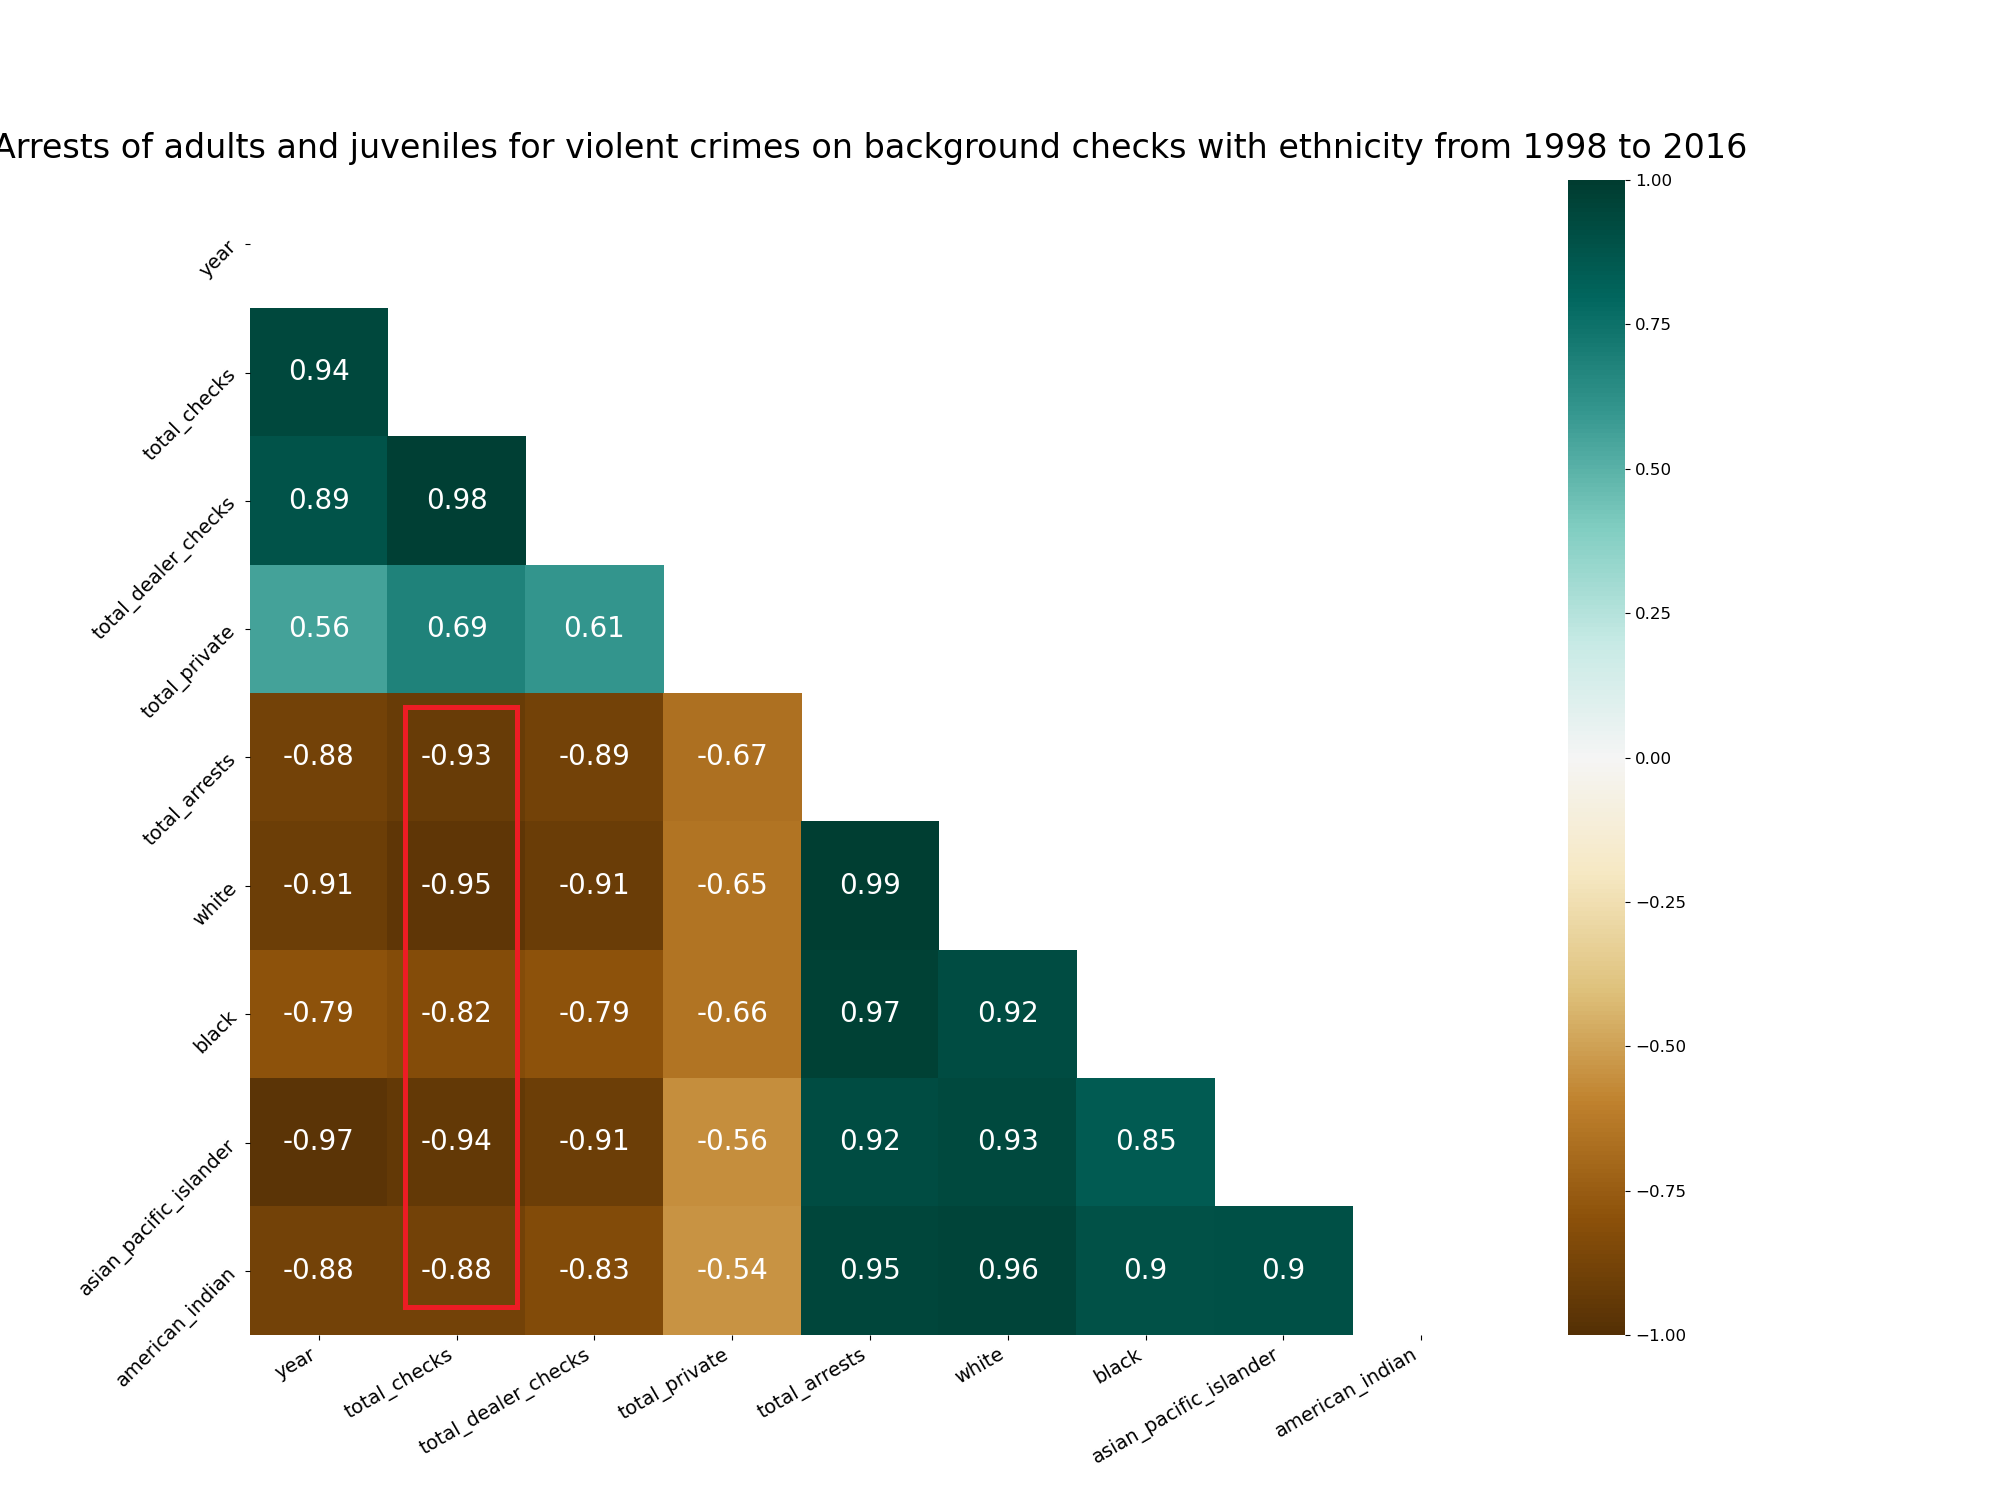 Arrests of adults and juveniles for violent crimes on background checks with ethnicity from 1998 to 2016
year
total_checks 0.94
total_dealer_checks 0.89 0.98
total_private 0.56 0.69 0.61
total_arrests -0.88 -0.93 -0.89 -0.67
white -0.91 -0.95 -0.91 -0.65 0.99
black -0.79 -0.82 -0.79 -0.66 0.97 0.92
asian_pacific_islander -0.97 -0.94 -0.91 -0.56 0.92 0.93 0.85
american_indian -0.88 -0.88 -0.83 -0.54 0.95 0.96 0.9 0.9
year total_checks total_dealer_checks total_private total_arrests white black asian_pacific_islander american_indian
1.00
0.75
0.50
0.25
0.00
−0.25
−0.50
−0.75
−1.00